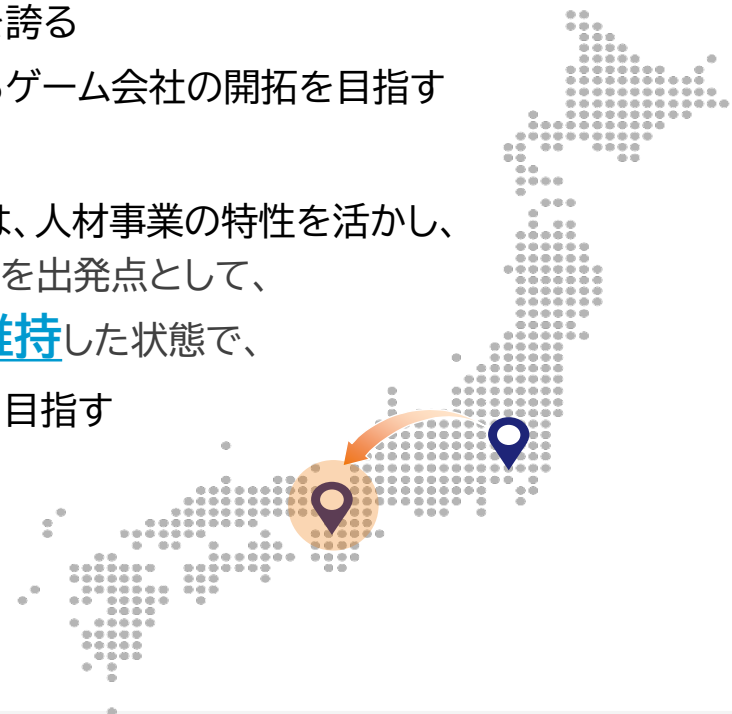 誇る
ゲーム会社の開拓を目指す
、人材事業の特性を活かし、
を出発点として、
持した状態で、
目指す